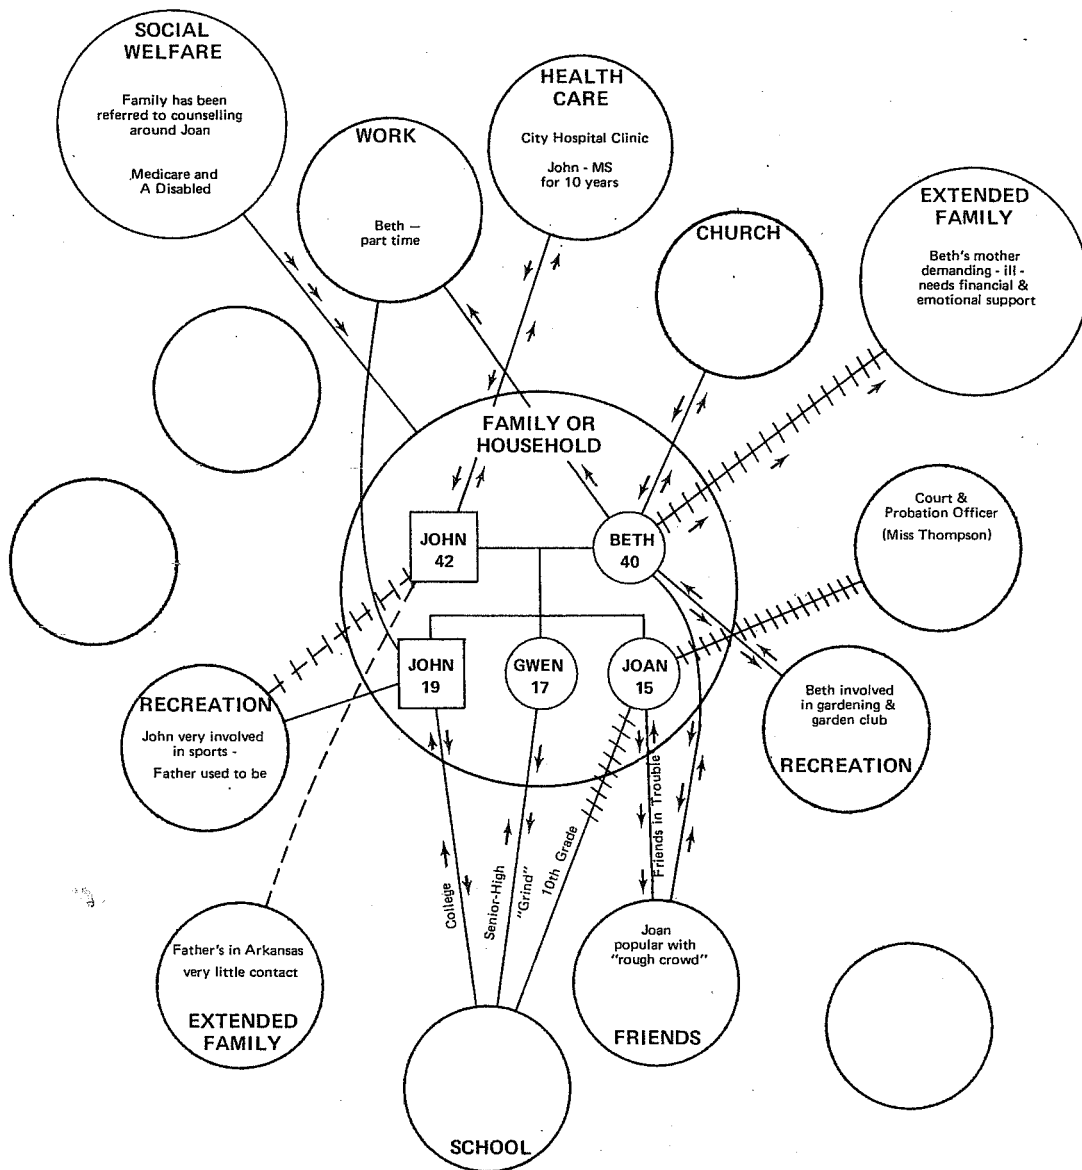 SOCIAL
WELFARE
Family has been
referred to counselling
around Joan
Medicare and
A Disabled
WORK
Beth —
part time
HEALTH
CARE
City Hospital Clinic
John - MS
for 10 years
CHURCH
EXTENDED
FAMILY
Beth's mother
demanding - ill -
needs financial &
emotional support
FAMILY OR
HOUSEHOLD
JOHN
42
BETH
40
JOHN
19
GWEN
17
JOAN
15
Court &
Probation Officer
(Miss Thompson)
RECREATION
John very involved
in sports -
Father used to be
Beth involved
in gardening &
garden club
RECREATION
College
Senior-High
"Grind"
10th Grade
Friends in Trouble
Father's in Arkansas
very little contact
EXTENDED
FAMILY
Joan
popular with
"rough crowd"
FRIENDS
SCHOOL